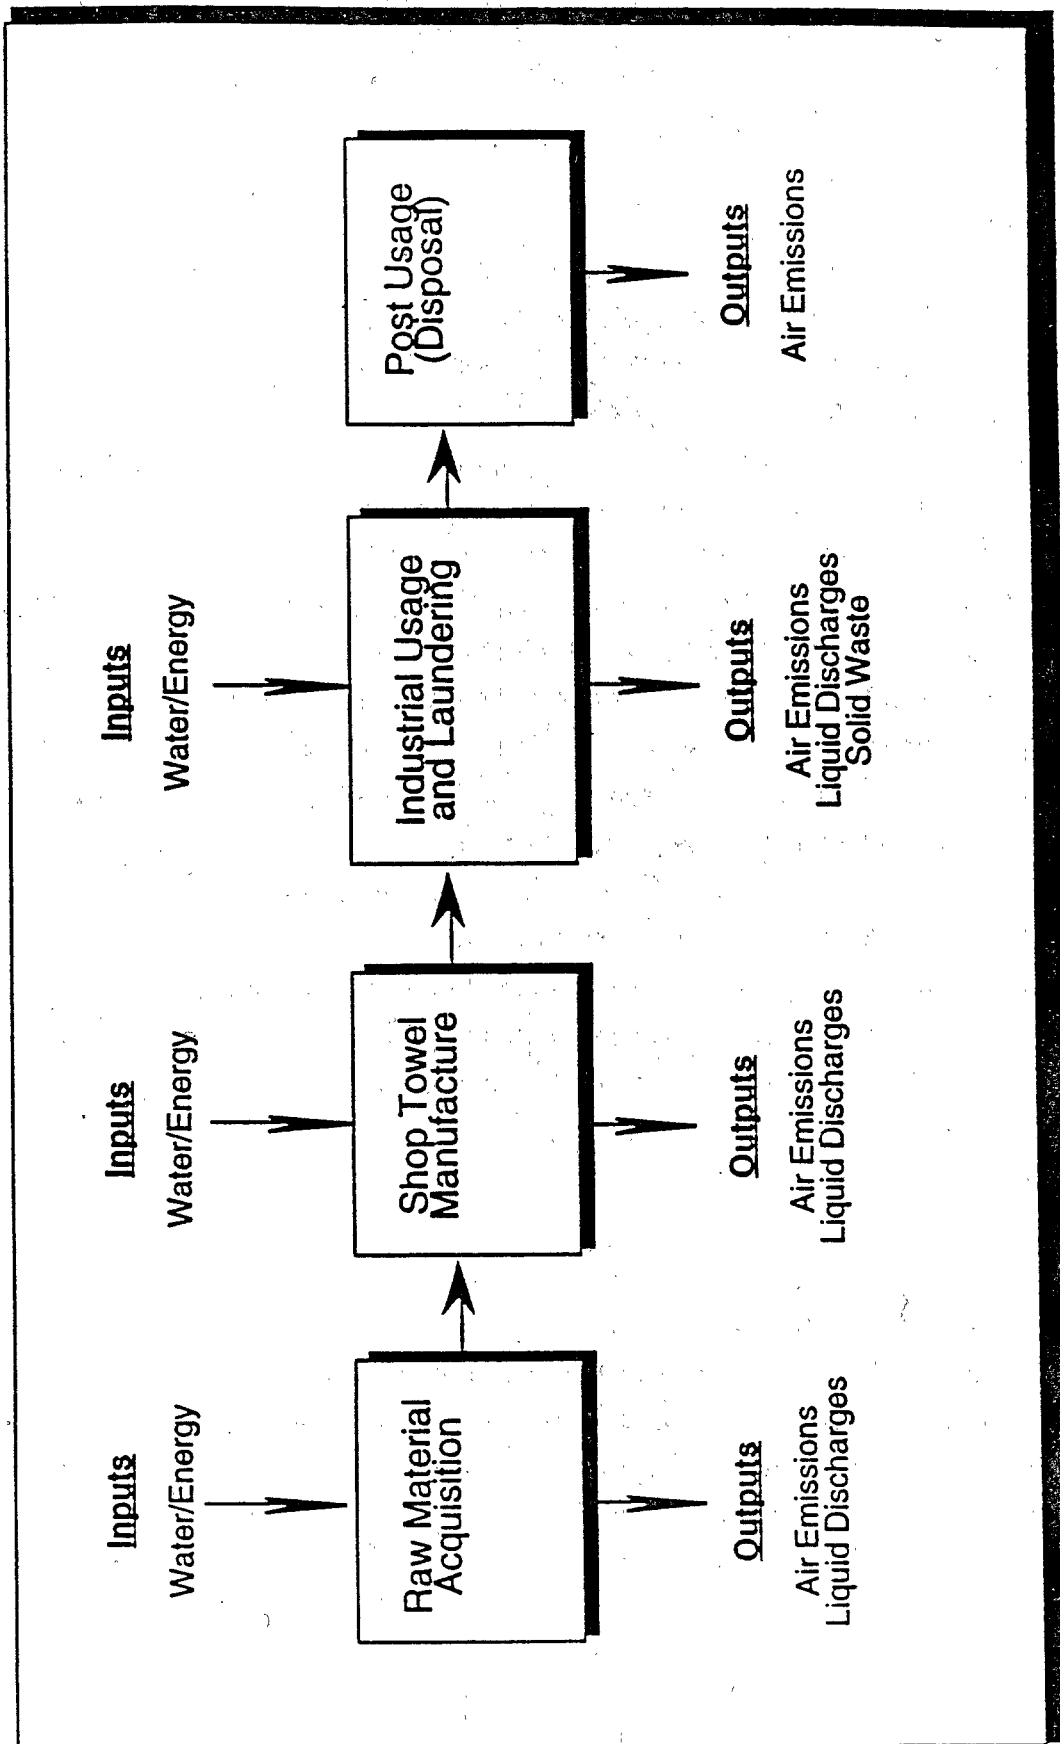 Inputs
Water/Energy
Raw Material
Acquisition
Outputs
Air Emissions
Liquid Discharges
Inputs
Water/Energy
Shop Towel
Manufacture
Outputs
Air Emissions
Liquid Discharges
Inputs
Water/Energy
Industrial Usage
and Laundering
Outputs
Air Emissions
Liquid Discharges
Solid Waste
Post Usage
(Disposal)
Outputs
Air Emissions